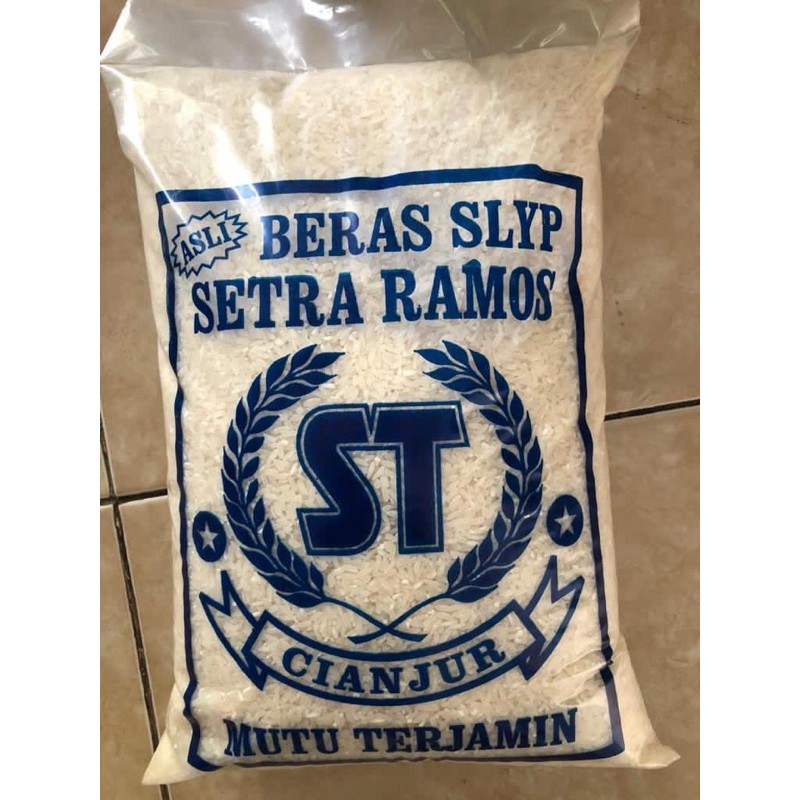 ASLI
BERAS SLYP
SETRA RAMOS
ST
CIANJUR
MUTU TERJAMIN